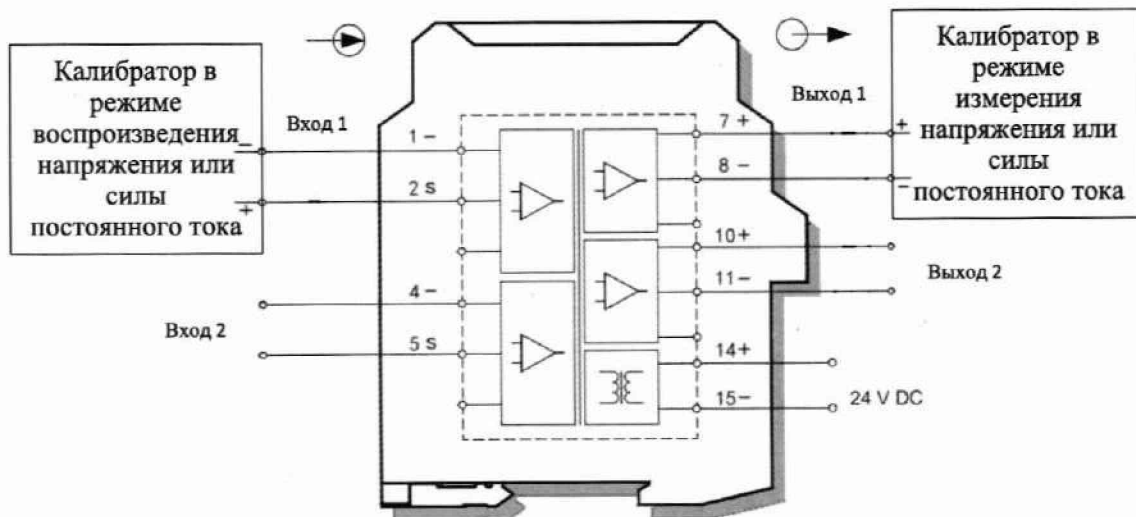 Калибратор в
режиме
воспроизведения
напряжения или
силы
постоянного тока
−
+
Вход 1
1 −
2 s
4 −
5 s
Вход 2
7 +
8 −
10 +
11 −
14 +
15 −
24 V DC
Выход 1
Выход 2
Калибратор в
режиме
измерения
напряжения или
силы
постоянного тока
+
−